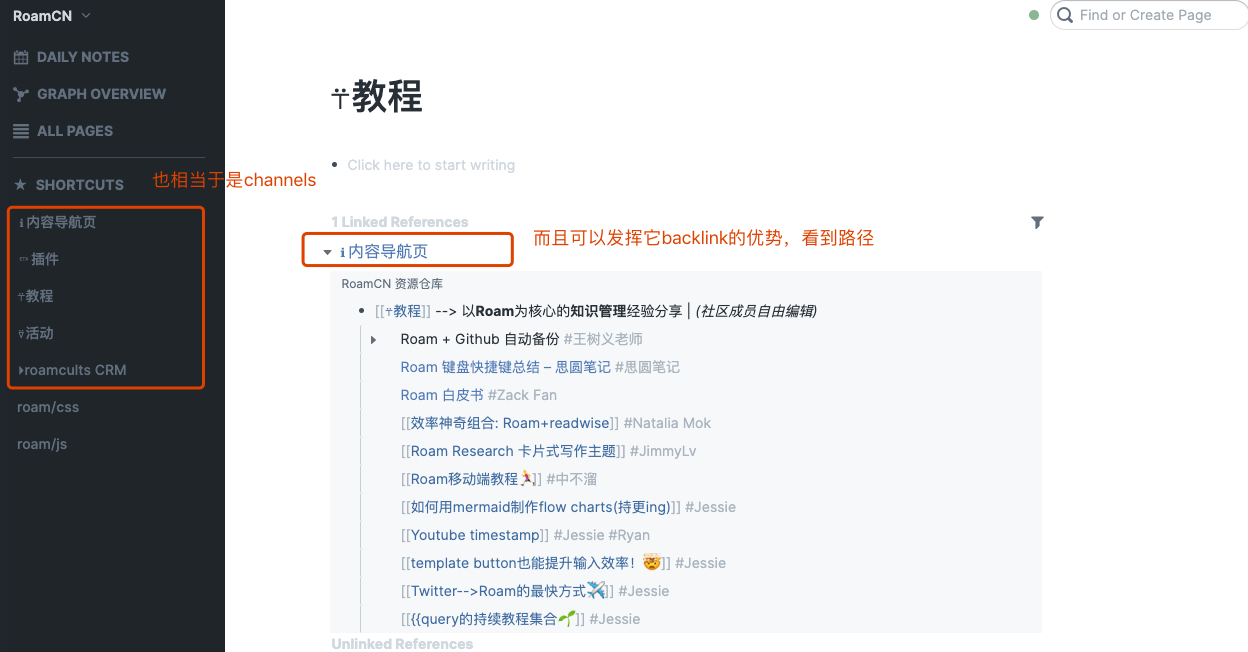 RoamCN
Find or Create Page
DAILY NOTES
GRAPH OVERVIEW
ALL PAGES
SHORTCUTS
也相当于是channels
ℹ内容导航页
插件
♆教程
活动
roamcults CRM
roam/css
roam/js
教程
Click here to start writing
1 Linked References
而且可以发挥它backlink的优势，看到路径
ℹ内容导航页
RoamCN 资源仓库
[[教程]] --> 以Roam为核心的知识管理经验分享 | (社区成员自由编辑)
Roam + Github 自动备份 #王树义老师
Roam 键盘快捷键总结 – 思圆笔记 #思圆笔记
Roam 白皮书 #Zack Fan
[[效率神奇组合: Roam+readwise]] #Natalia Mok
[[Roam Research 卡片式写作主题]] #JimmyLv
[[Roam移动端教程🏃‍♀️]] #中不溜
[[如何用mermaid制作flow charts(持更ing)]] #Jessie
[[Youtube timestamp]] #Jessie #Ryan
[[template button也能提升输入效率！🤯]] #Jessie
[[Twitter-->Roam的最快方式✈️]] #Jessie
[[{{query的持续教程集合🌱]] #Jessie
Unlinked References